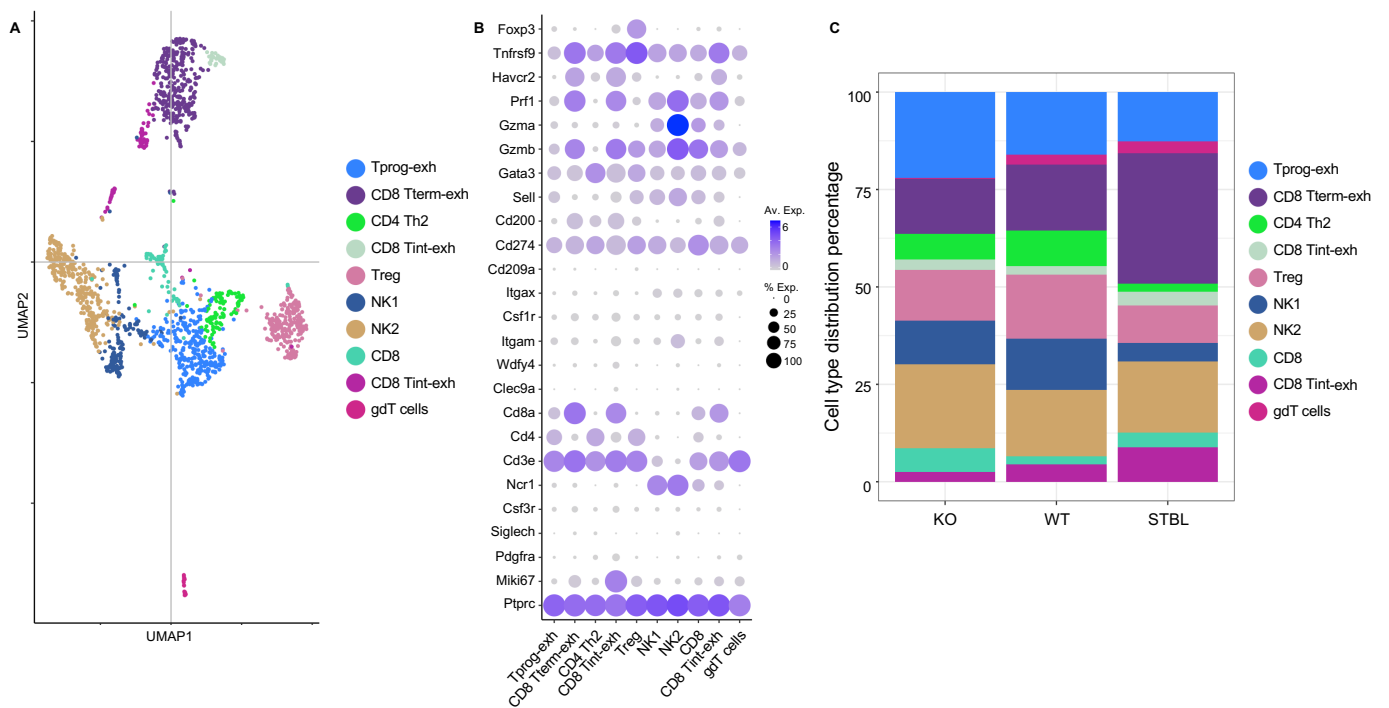 A
UMAP2
UMAP1
Tprog-exh
CD8 Tterm-exh
CD4 Th2
CD8 Tint-exh
Treg
NK1
NK2
CD8
CD8 Tint-exh
gdT cells
B
Foxp3
Tnfrsf9
Havcr2
Prf1
Gzma
Gzmb
Gata3
Sell
Cd200
Cd274
Cd209a
Itgax
Csf1r
Itgam
Wdfy4
Clec9a
Cd8a
Cd4
Cd3e
Ncr1
Csf3r
Siglech
Pdgfra
Miki67
Ptprc
Tprog-exh
CD8 Tterm-exh
CD4 Th2
CD8 Tint-exh
Treg
NK1
NK2
CD8
CD8 Tint-exh
gdT cells
Av. Exp.
6
0
% Exp.
0
25
50
75
100
C
Cell type distribution percentage
100
75
50
25
0
KO
WT
STBL
Tprog-exh
CD8 Tterm-exh
CD4 Th2
CD8 Tint-exh
Treg
NK1
NK2
CD8
CD8 Tint-exh
gdT cells